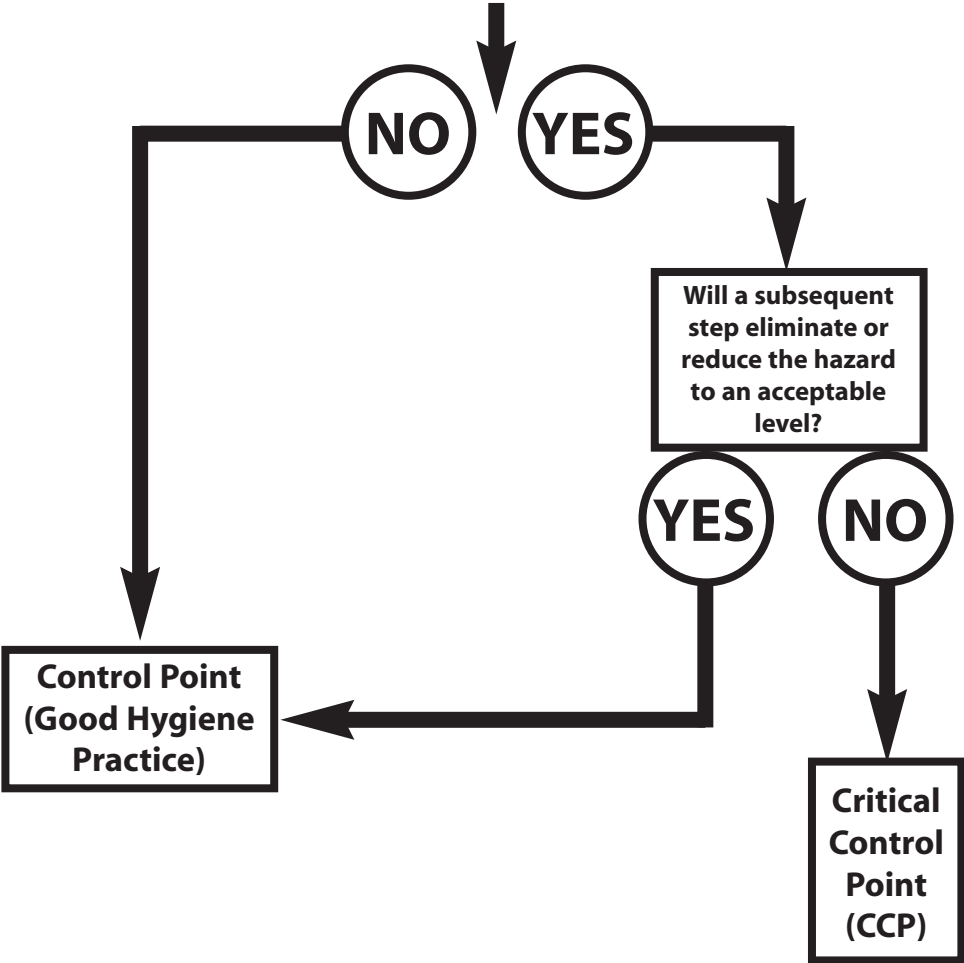 NO
YES
Will a subsequent
step eliminate or
reduce the hazard
to an acceptable
level?
YES
NO
Control Point
(Good Hygiene
Practice)
Critical
Control
Point
(CCP)